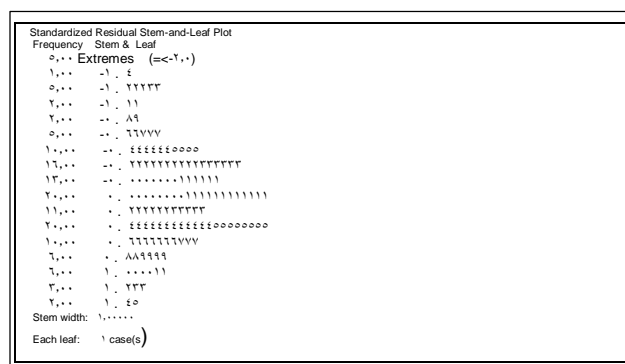 Standardized Residual Stem-and-Leaf Plot
Frequency Stem & Leaf
٥,٠٠ Extremes (=<-٢,٠)
١,٠٠ -١ . ٤
٥,٠٠ -١ . ٢٢٢٣٣
٢,٠٠ -١ . ١١
٢,٠٠ -٠ . ٨٩
٥,٠٠ -٠ . ٦٦٧٧٧
١٠,٠٠ -٠ . ٤٤٤٤٤٤٥٥٥٥
١٦,٠٠ -٠ . ٢٢٢٢٢٢٢٢٢٢٣٣٣٣٣٣
١٣,٠٠ -٠ . ٠٠٠٠٠٠٠١١١١١١
٢٠,٠٠ ٠ . ٠٠٠٠٠٠٠٠١١١١١١١١١١١١
١١,٠٠ ٠ . ٢٢٢٢٢٢٣٣٣٣٣
٢٠,٠٠ ٠ . ٤٤٤٤٤٤٤٤٤٤٤٤٥٥٥٥٥٥٥٥
١٠,٠٠ ٠ . ٦٦٦٦٦٦٦٧٧٧
٦,٠٠ ٠ . ٨٨٩٩٩٩
٦,٠٠ ١ . ٠٠٠٠١١
٣,٠٠ ١ . ٢٣٣
٢,٠٠ ١ . ٤٥
Stem width: ١,٠٠٠٠٠
Each leaf: ١ case(s)